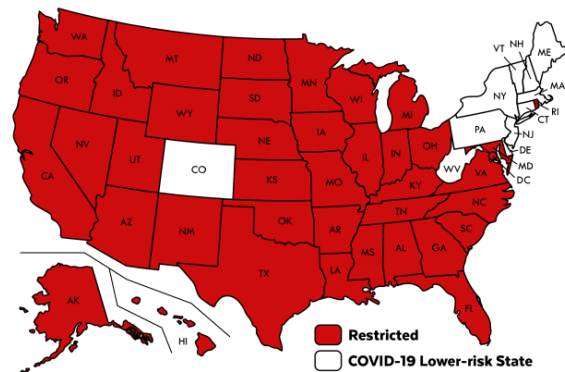 WA
MT
ND
MN
VT
NH
ME
OR
ID
SD
WI
MI
NY
MA
WY
RI
CT
NV
UT
CO
NE
IA
PA
NJ
CA
KS
MO
IL
IN
OH
WV
DE
MD
DC
VA
KY
AZ
NM
OK
AR
TN
NC
SC
TX
LA
MS
AL
GA
FL
AK
HI
Restricted
COVID-19 Lower-risk State